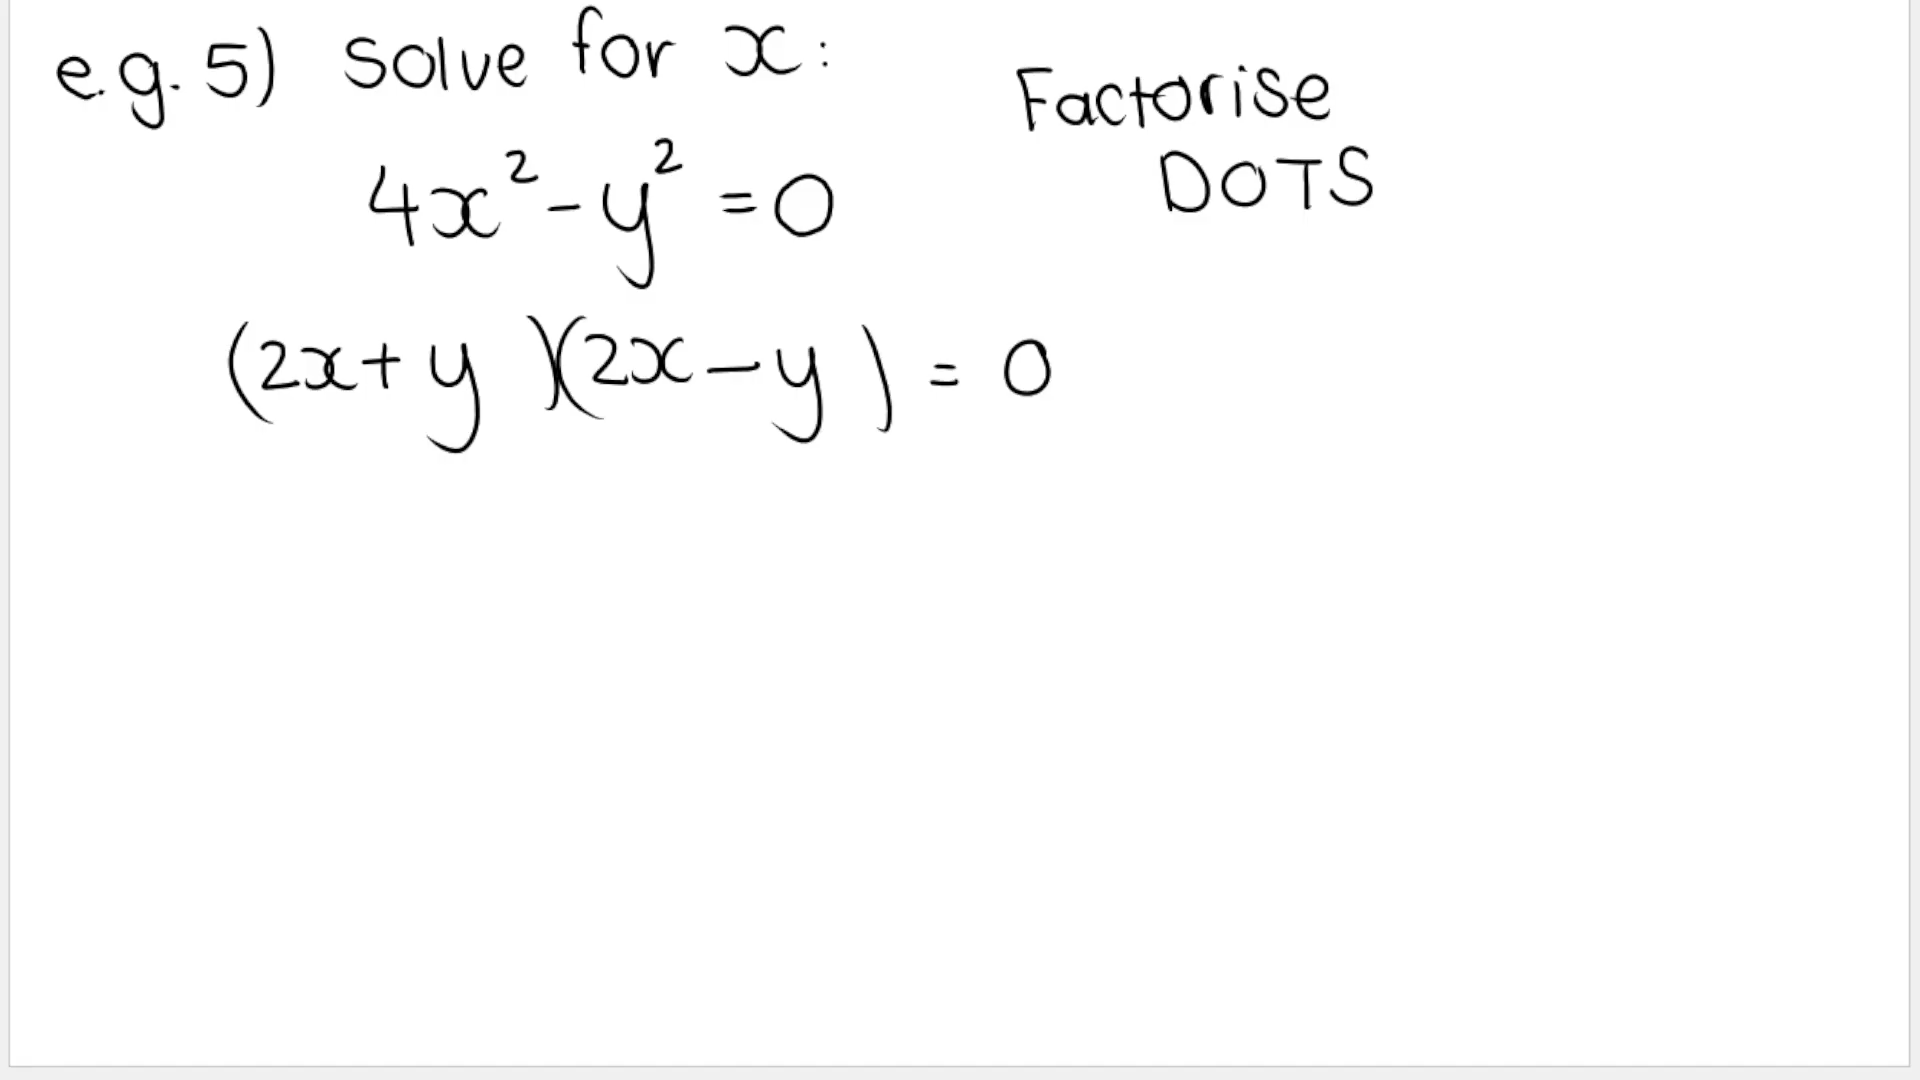 e.g. 5) Solve for x:
Factorise
DOTS
4x² - y² = 0
(2x + y)(2x - y) = 0